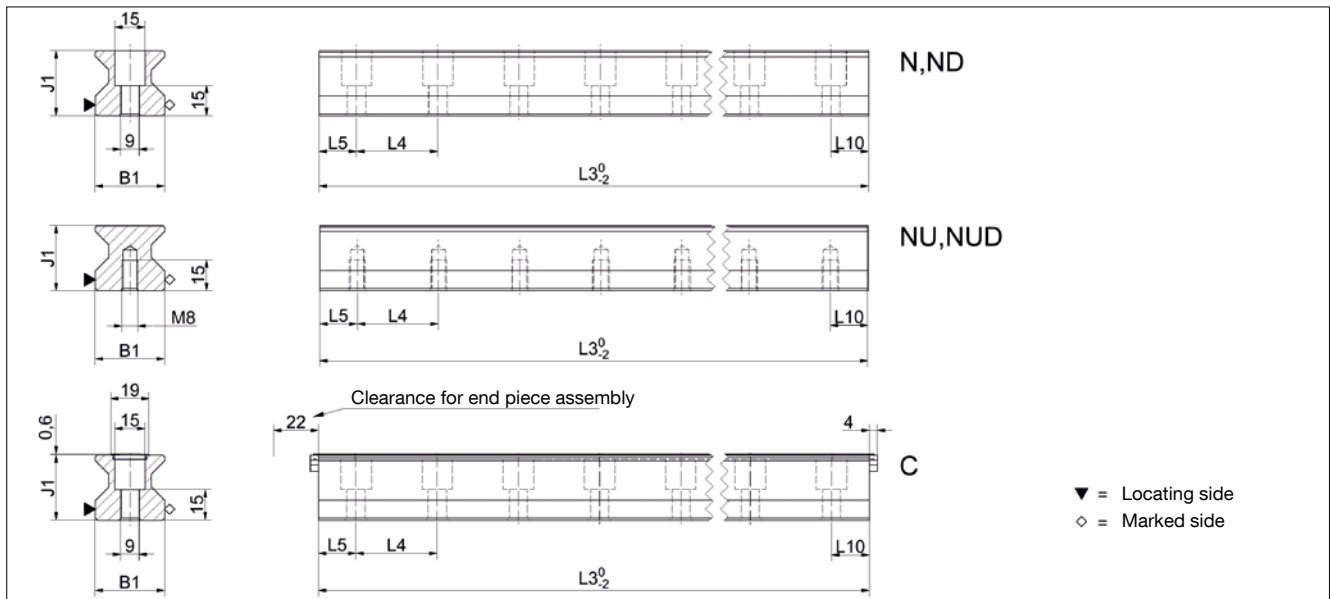 15
J1
15
9
B1
L5
L4
L10
L3 0 -2
N,ND
J1
15
M8
B1
L5
L4
L10
L3 0 -2
NU,NUD
19
15
0,6
J1
15
9
B1
Clearance for end piece assembly
22
4
L5
L4
L10
L3 0 -2
C
▼ = Locating side
◇ = Marked side